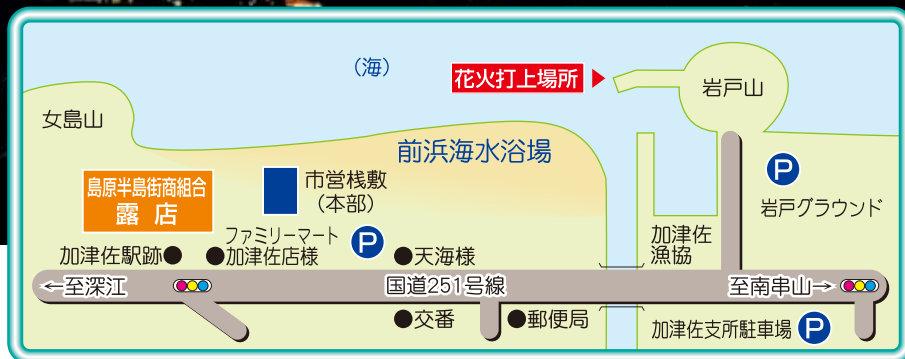 （海）
花火打上場所
岩戸山
女島山
前浜海水浴場
島原半島街商組合
露店
市営桟敷
（本部）
P
岩戸グラウンド
加津佐駅跡
ファミリーマート
加津佐店様
P
天海様
加津佐
漁協
←至深江
国道251号線
至南串山→
交番
郵便局
加津佐支所駐車場
P